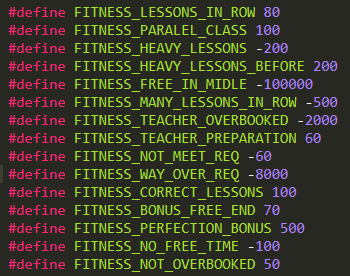 #define FITNESS_LESSONS_IN_ROW 80
#define FITNESS_PARALEL_CLASS 100
#define FITNESS_HEAVY_LESSONS -200
#define FITNESS_HEAVY_LESSONS_BEFORE 200
#define FITNESS_FREE_IN_MIDLE -100000
#define FITNESS_MANY_LESSONS_IN_ROW -500
#define FITNESS_TEACHER_OVERBOOKED -2000
#define FITNESS_TEACHER_PREPARATION 60
#define FITNESS_NOT_MEET_REQ -60
#define FITNESS_WAY_OVER_REQ -8000
#define FITNESS_CORRECT_LESSONS 100
#define FITNESS_BONUS_FREE_END 70
#define FITNESS_PERFECTION_BONUS 500
#define FITNESS_NO_FREE_TIME -100
#define FITNESS_NOT_OVERBOOKED 50